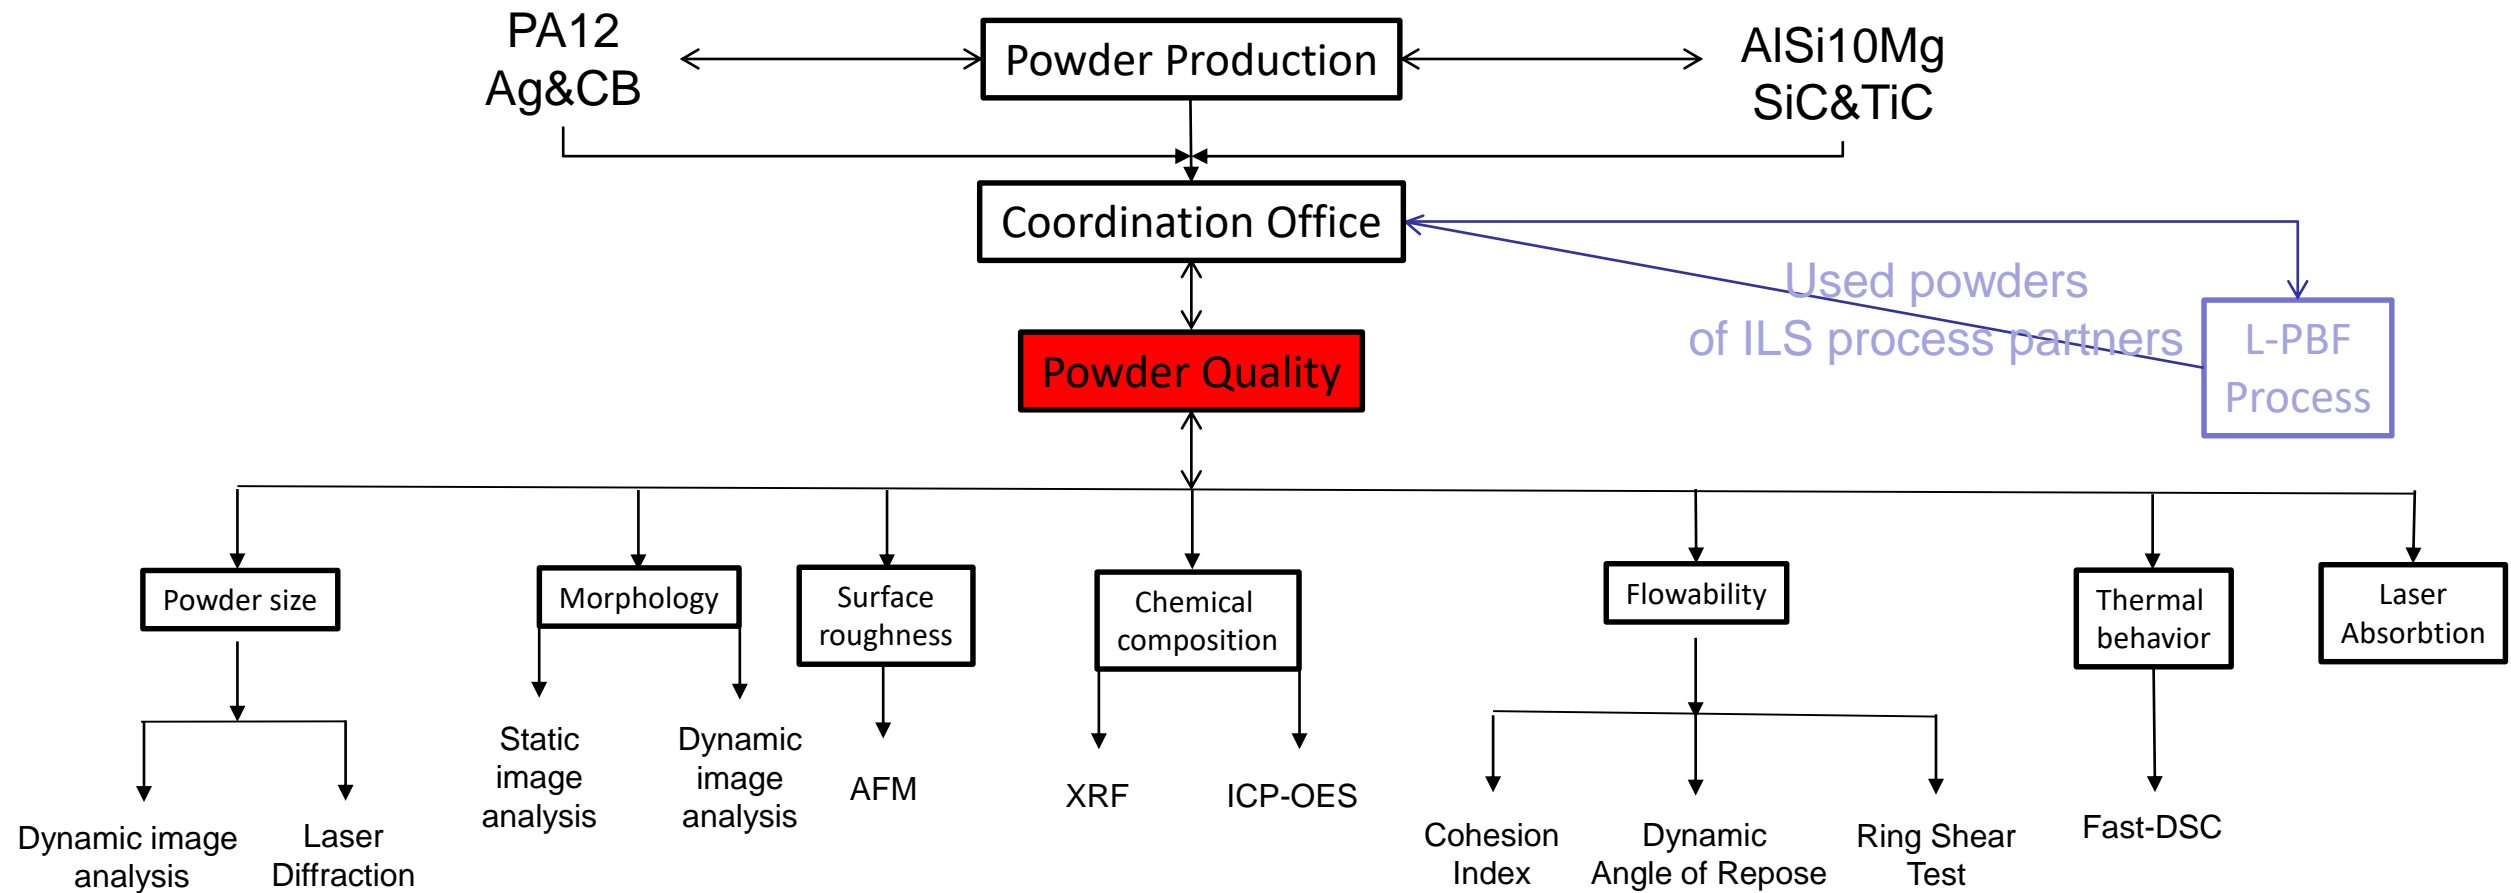 PA12
Ag&CB
Powder Production
AlSi10Mg
SiC&TiC
Coordination Office
Used powders
of ILS process partners
L-PBF
Process
Powder Quality
Powder size
Morphology
Surface
roughness
Chemical
composition
Flowability
Thermal
behavior
Laser
Absorbtion
Dynamic image
analysis
Laser
Diffraction
Static
image
analysis
Dynamic
image
analysis
AFM
XRF
ICP-OES
Cohesion
Index
Dynamic
Angle of Repose
Ring Shear
Test
Fast-DSC